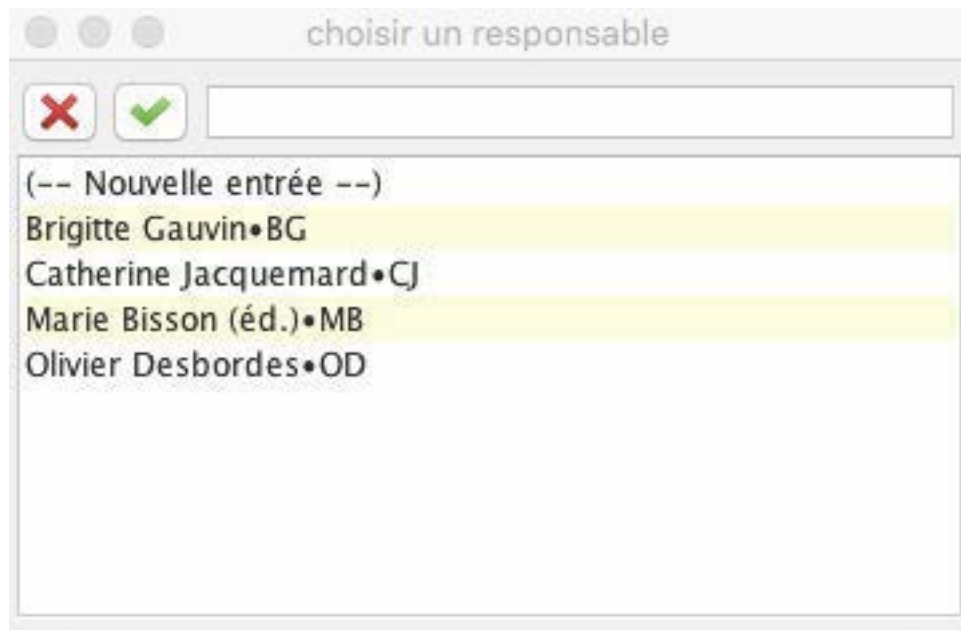 choisir un responsable
(-- Nouvelle entrée --)
Brigitte Gauvin•BG
Catherine Jacquemard•CJ
Marie Bisson (éd.)•MB
Olivier Desbordes•OD